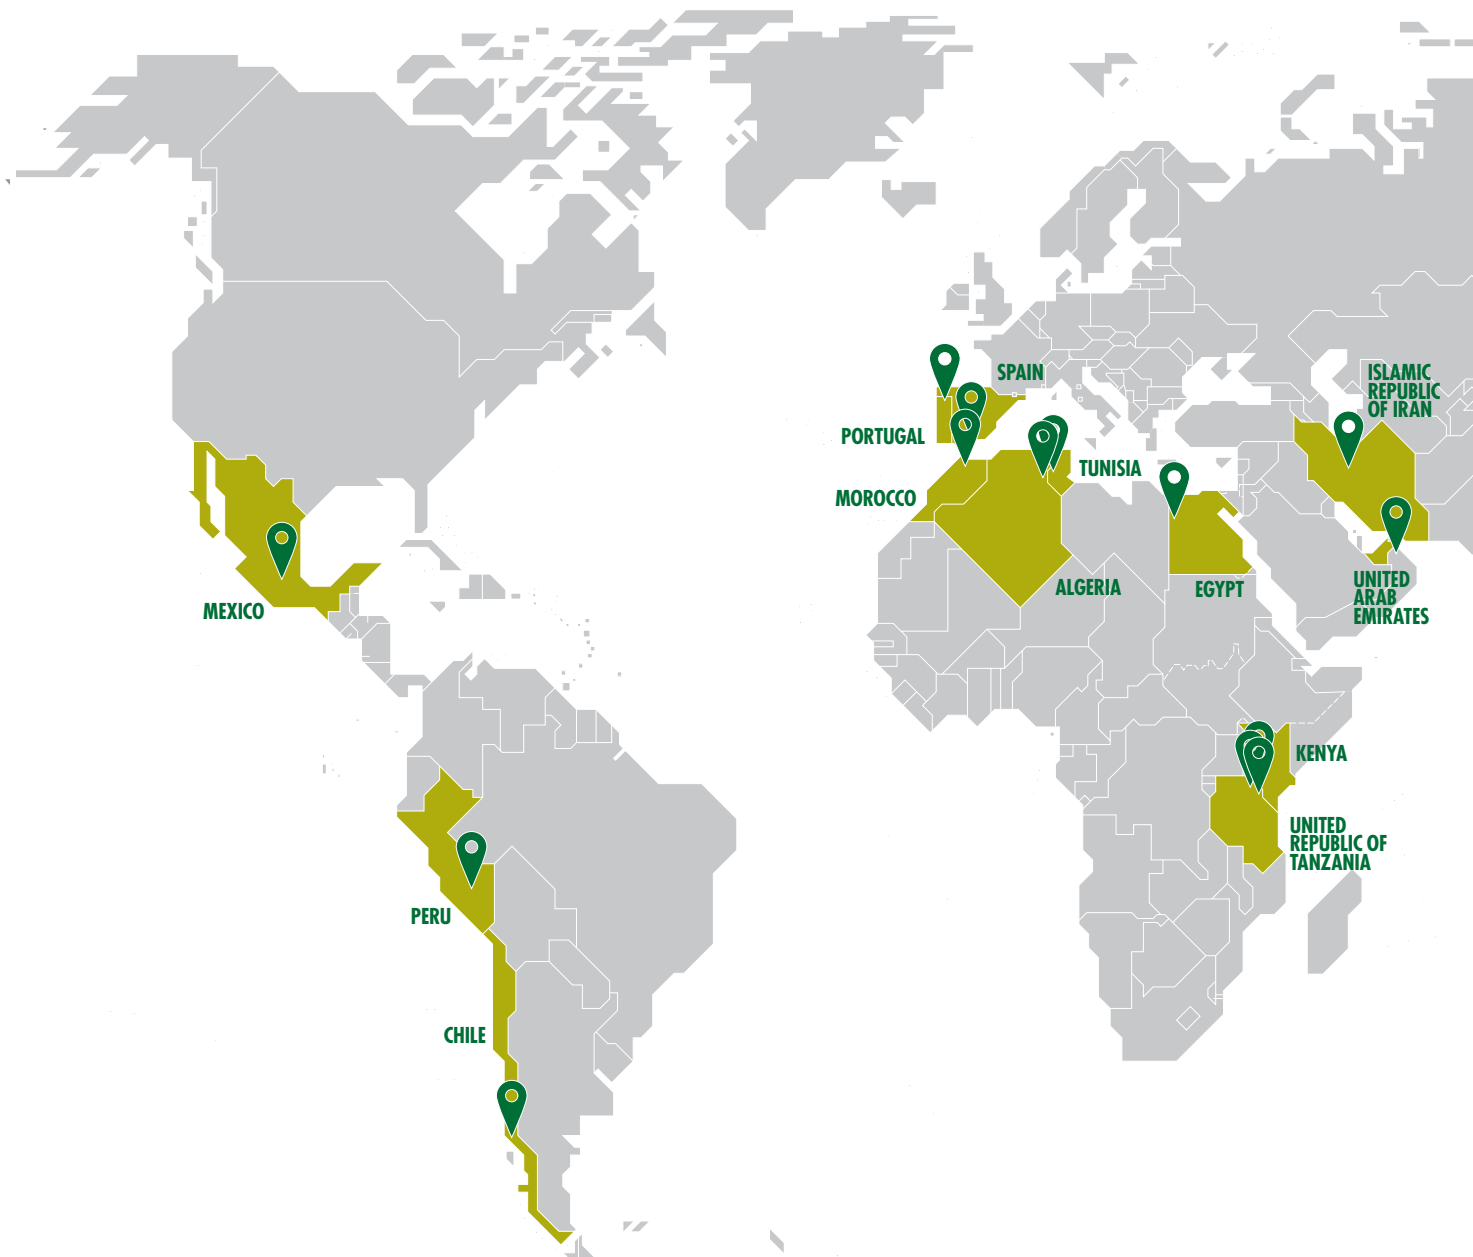 SPAIN
ISLAMIC
REPUBLIC
OF IRAN
PORTUGAL
TUNISIA
MOROCCO
ALGERIA
EGYPT
UNITED
ARAB
EMIRATES
MEXICO
KENYA
UNITED
REPUBLIC OF
TANZANIA
PERU
CHILE